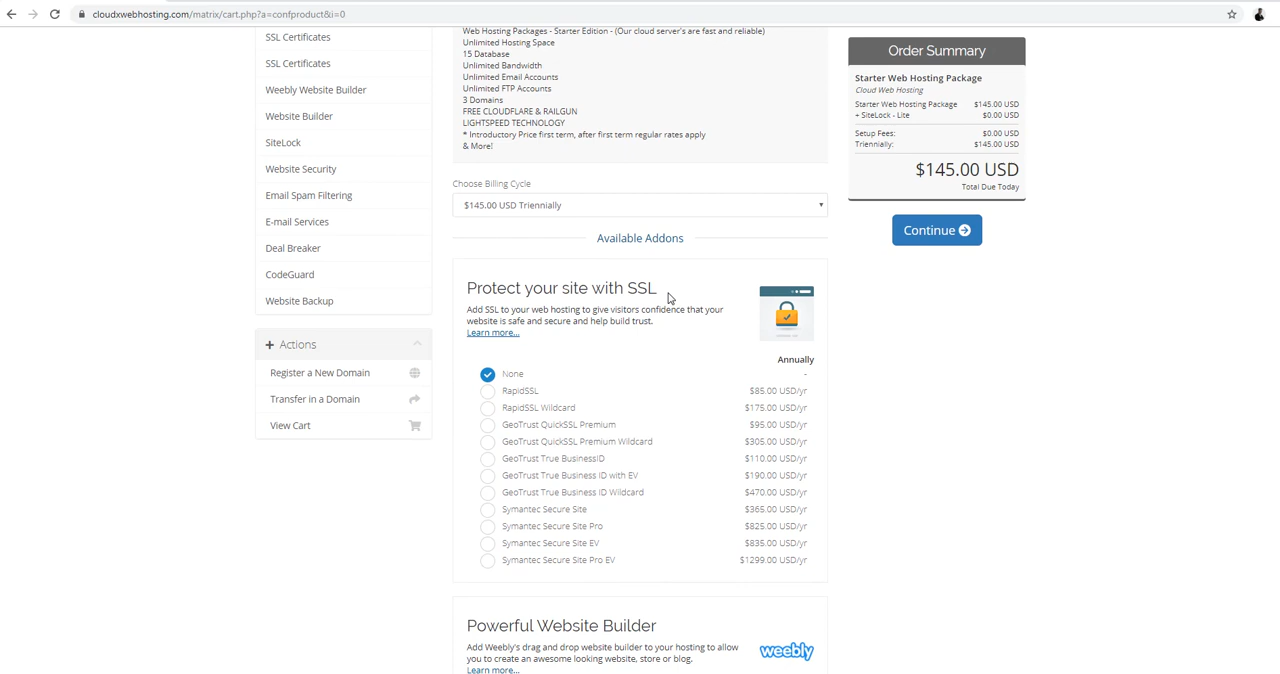 cloudxwebhosting.com/matrix/cart.php?a=confproduct&i=0
SSL Certificates
SSL Certificates
Weebly Website Builder
Website Builder
SiteLock
Website Security
Email Spam Filtering
E-mail Services
Deal Breaker
CodeGuard
Website Backup
Actions
Register a New Domain
Transfer in a Domain
View Cart
Web Hosting Packages - Starter Edition - (Our cloud server's are fast and reliable)
Unlimited Hosting Space
15 Database
Unlimited Bandwidth
Unlimited Email Accounts
Unlimited FTP Accounts
3 Domains
FREE CLOUDFLARE & RAILGUN
LIGHTSPEED TECHNOLOGY
* Introductory Price first term, after first term regular rates apply
& More!
Choose Billing Cycle
$145.00 USD Triennially
Available Addons
Protect your site with SSL
Add SSL to your web hosting to give visitors confidence that your
website is safe and secure and help build trust.
Learn more...
Annually
None -
RapidSSL $85.00 USD/yr
RapidSSL Wildcard $175.00 USD/yr
GeoTrust QuickSSL Premium $95.00 USD/yr
GeoTrust QuickSSL Premium Wildcard $305.00 USD/yr
GeoTrust True BusinessID $110.00 USD/yr
GeoTrust True Business ID with EV $190.00 USD/yr
GeoTrust True Business ID Wildcard $470.00 USD/yr
Symantec Secure Site $365.00 USD/yr
Symantec Secure Site Pro $825.00 USD/yr
Symantec Secure Site EV $835.00 USD/yr
Symantec Secure Site Pro EV $1299.00 USD/yr
Powerful Website Builder
Add Weebly's drag and drop website builder to your hosting to allow
you to create an awesome looking website, store or blog.
Learn more...
weebly
Order Summary
Starter Web Hosting Package
Cloud Web Hosting
Starter Web Hosting Package $145.00 USD
+ SiteLock - Lite $0.00 USD
Setup Fees: $0.00 USD
Triennially: $145.00 USD
$145.00 USD
Total Due Today
Continue